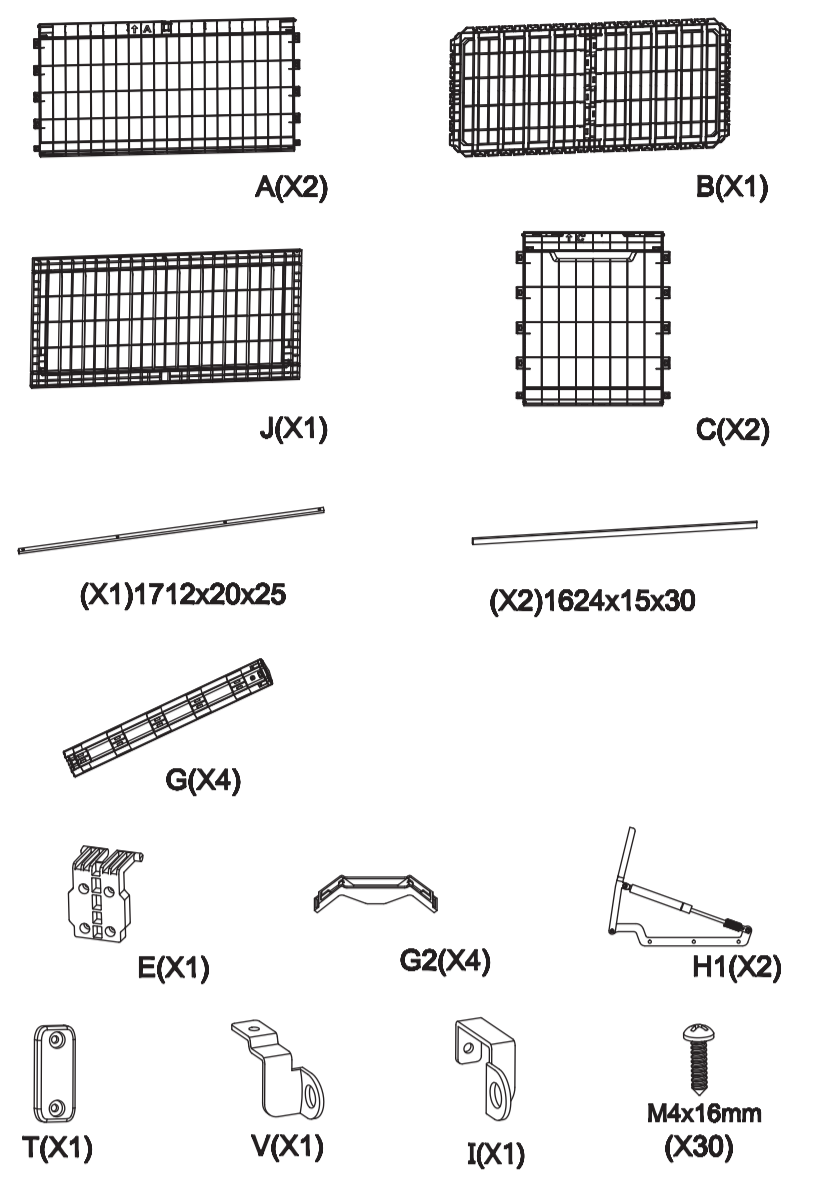 ↑ A
A(X2)
B(X1)
↑ C
J(X1)
C(X2)
(X1)1712x20x25
(X2)1624x15x30
G(X4)
E(X1)
G2(X4)
H1(X2)
T(X1)
V(X1)
I(X1)
M4x16mm
(X30)